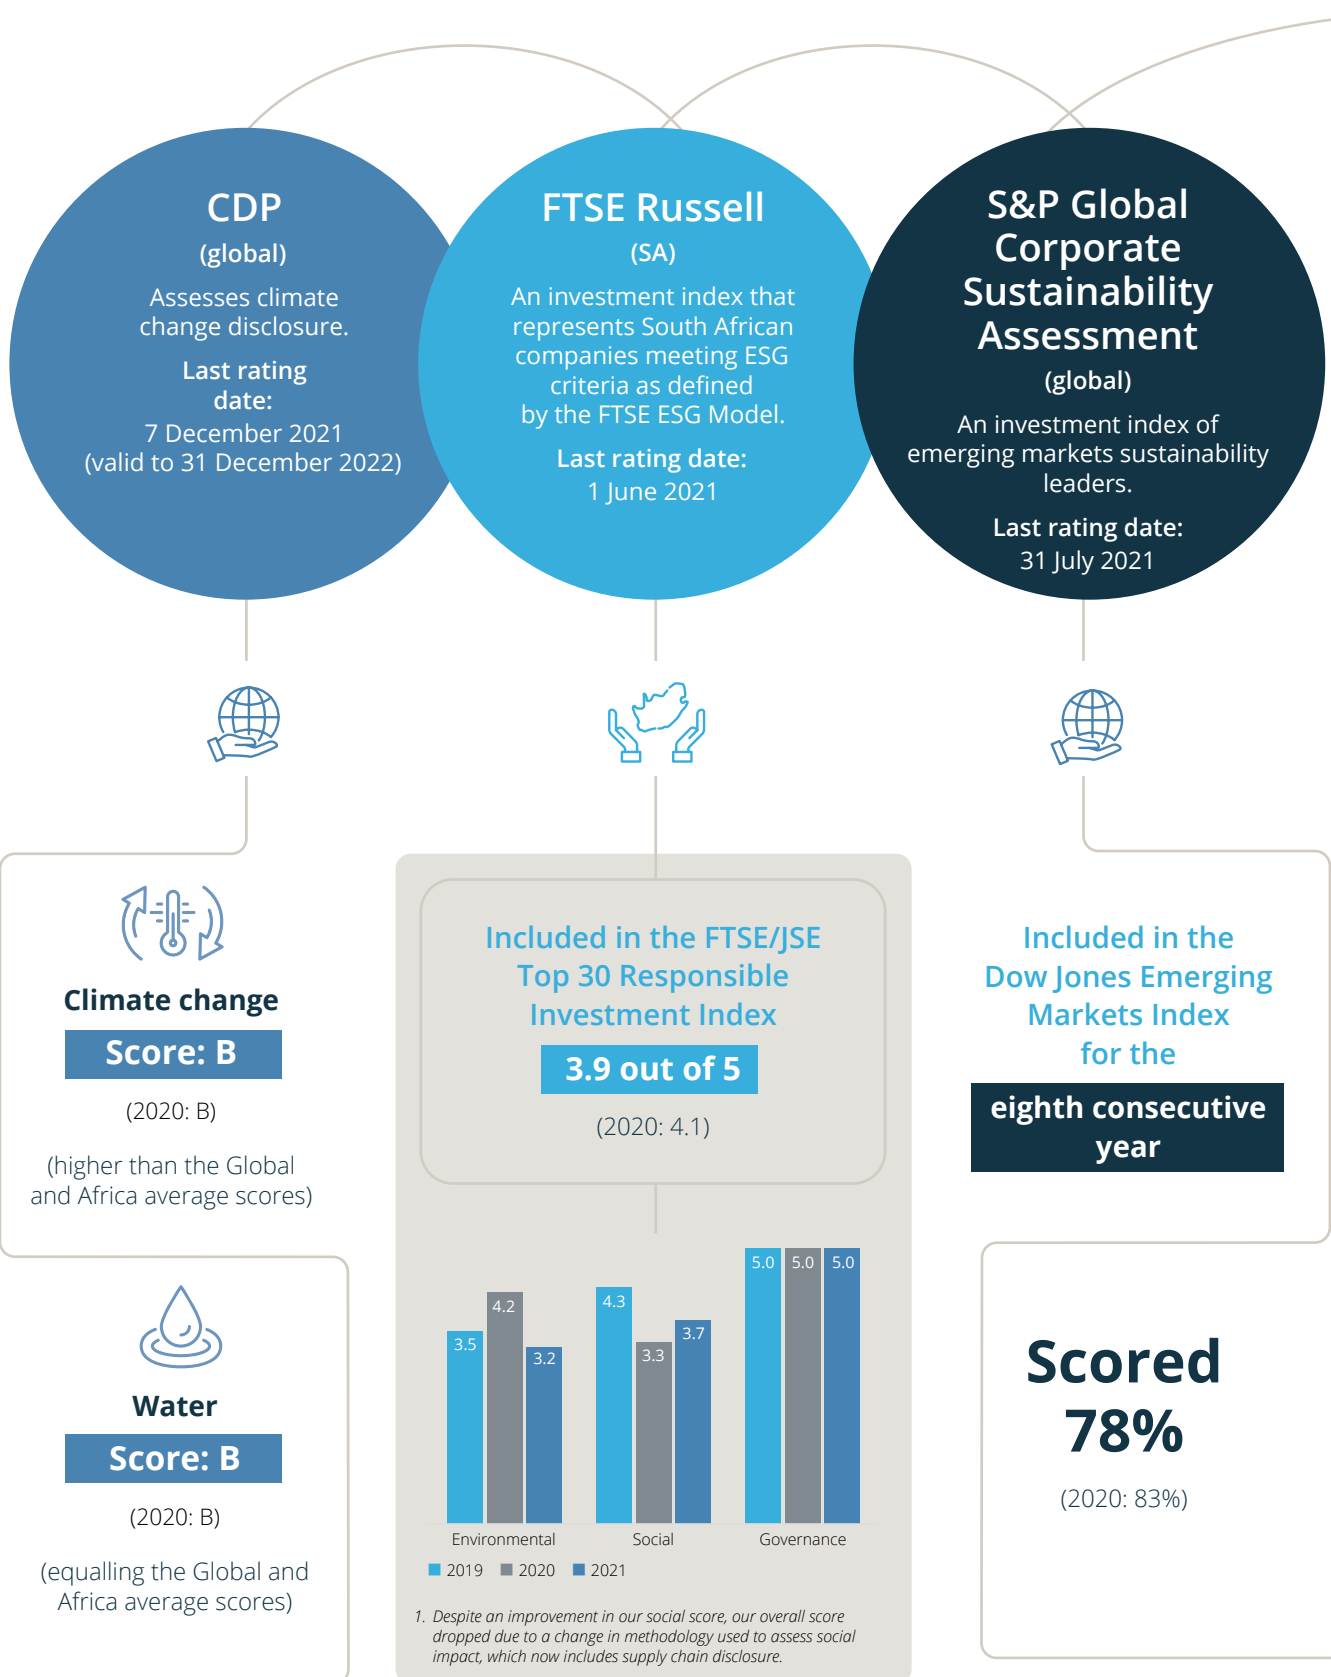 CDP
(global)
Assesses climate
change disclosure.
Last rating
date:
7 December 2021
(valid to 31 December 2022)
FTSE Russell
(SA)
An investment index that
represents South African
companies meeting ESG
criteria as defined
by the FTSE ESG Model.
Last rating date:
1 June 2021
S&P Global
Corporate
Sustainability
Assessment
(global)
An investment index of
emerging markets sustainability
leaders.
Last rating date:
31 July 2021
Climate change
Score: B
(2020: B)
(higher than the Global
and Africa average scores)
Water
Score: B
(2020: B)
(equalling the Global and
Africa average scores)
Included in the FTSE/JSE
Top 30 Responsible
Investment Index
3.9 out of 5
(2020: 4.1)
3.5 4.2 3.2 4.3 3.3 3.7 5.0 5.0 5.0
Environmental Social Governance
2019 2020 2021
1. Despite an improvement in our social score, our overall score
dropped due to a change in methodology used to assess social
impact, which now includes supply chain disclosure.
Included in the
Dow Jones Emerging
Markets Index
for the
eighth consecutive
year
Scored
78%
(2020: 83%)